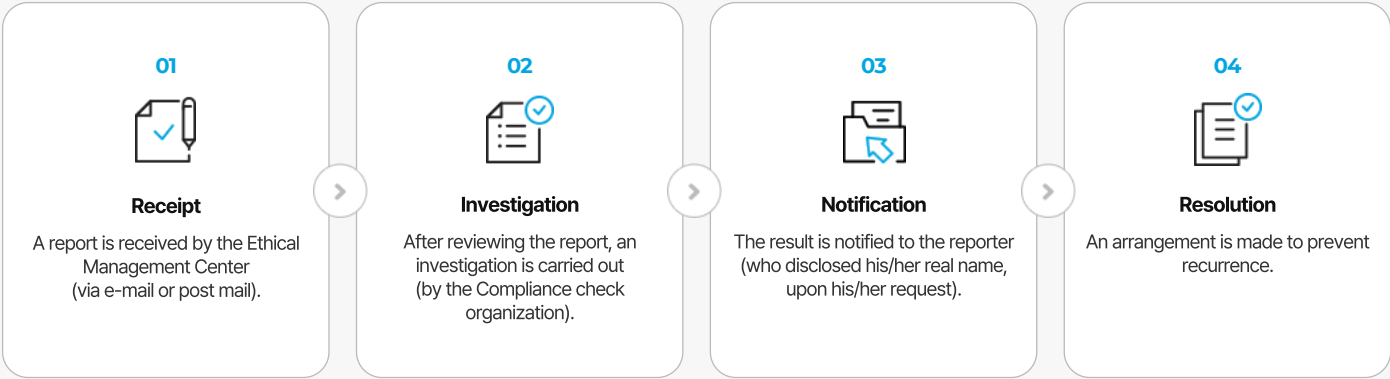 01
Receipt
A report is received by the Ethical
Management Center
(via e-mail or post mail).
02
Investigation
After reviewing the report, an
investigation is carried out
(by the Compliance check
organization).
03
Notification
The result is notified to the reporter
(who disclosed his/her real name,
upon his/her request).
04
Resolution
An arrangement is made to prevent
recurrence.